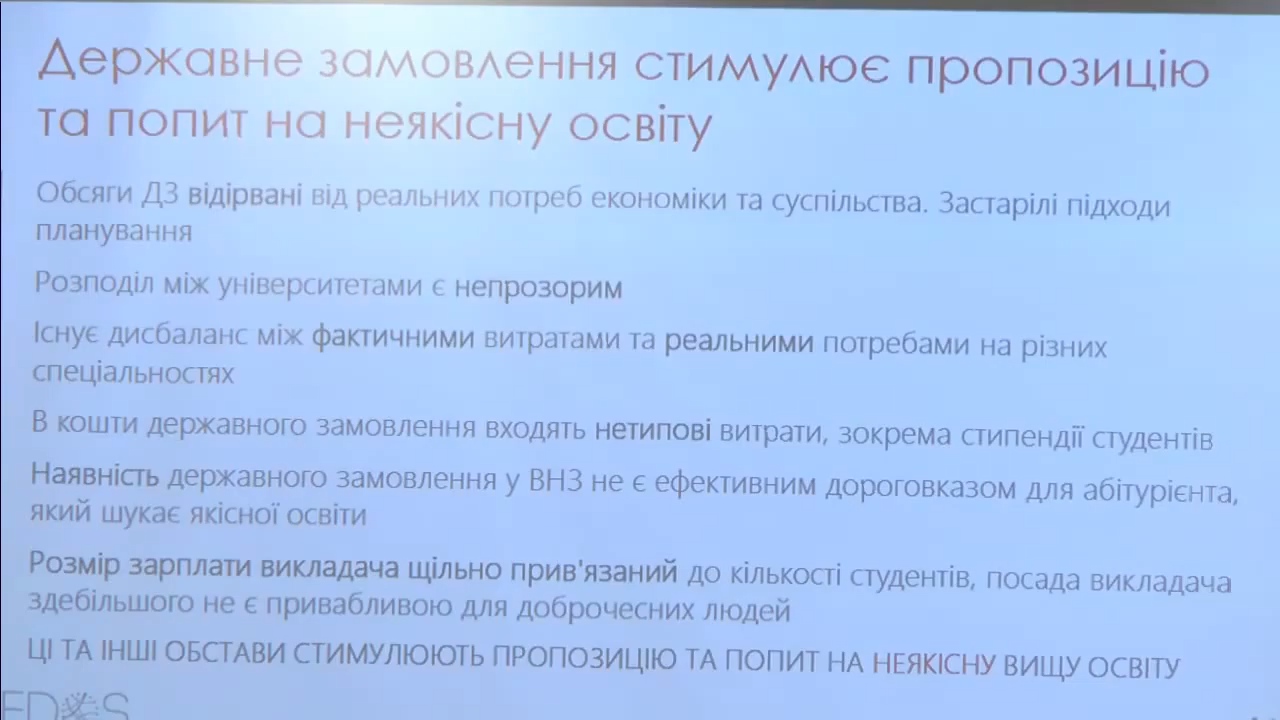 Державне замовлення стимулює пропозицію
та попит на неякісну освіту
Обсяги ДЗ відірвані від реальних потреб економіки та суспільства. Застарілі підходи
планування
Розподіл між університетами є непрозорим
Існує дисбаланс між фактичними витратами та реальними потребами на різних
спеціальностях
В кошти державного замовлення входять нетипові витрати, зокрема стипендії студентів
Наявність державного замовлення у ВНЗ не є ефективним дороговказом для абітурієнта,
який шукає якісної освіти
Розмір зарплати викладача щільно прив'язаний до кількості студентів, посада викладача
здебільшого не є привабливою для доброчесних людей
ЦІ ТА ІНШІ ОБСТАВИ СТИМУЛЮЮТЬ ПРОПОЗИЦІЮ ТА ПОПИТ НА НЕЯКІСНУ ВИЩУ ОСВІТУ